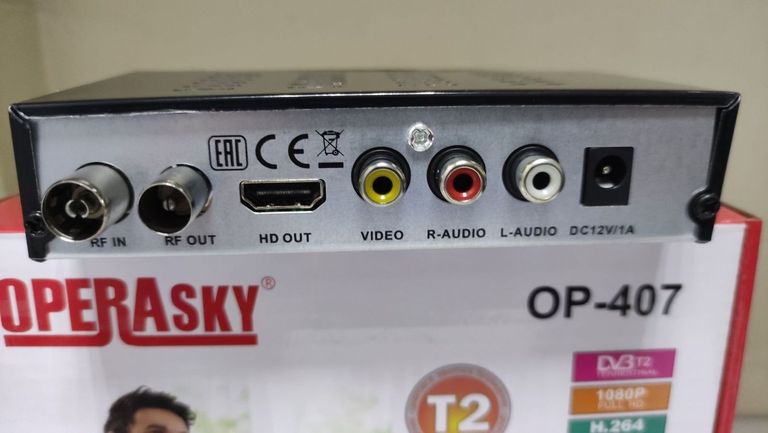 EAC CE
RF IN RF OUT HD OUT VIDEO R-AUDIO L-AUDIO DC12V/1A
OPERASKY® OP-407
DVB T2
TERRESTRIAL
1080P
FULL HD
T2
H.264